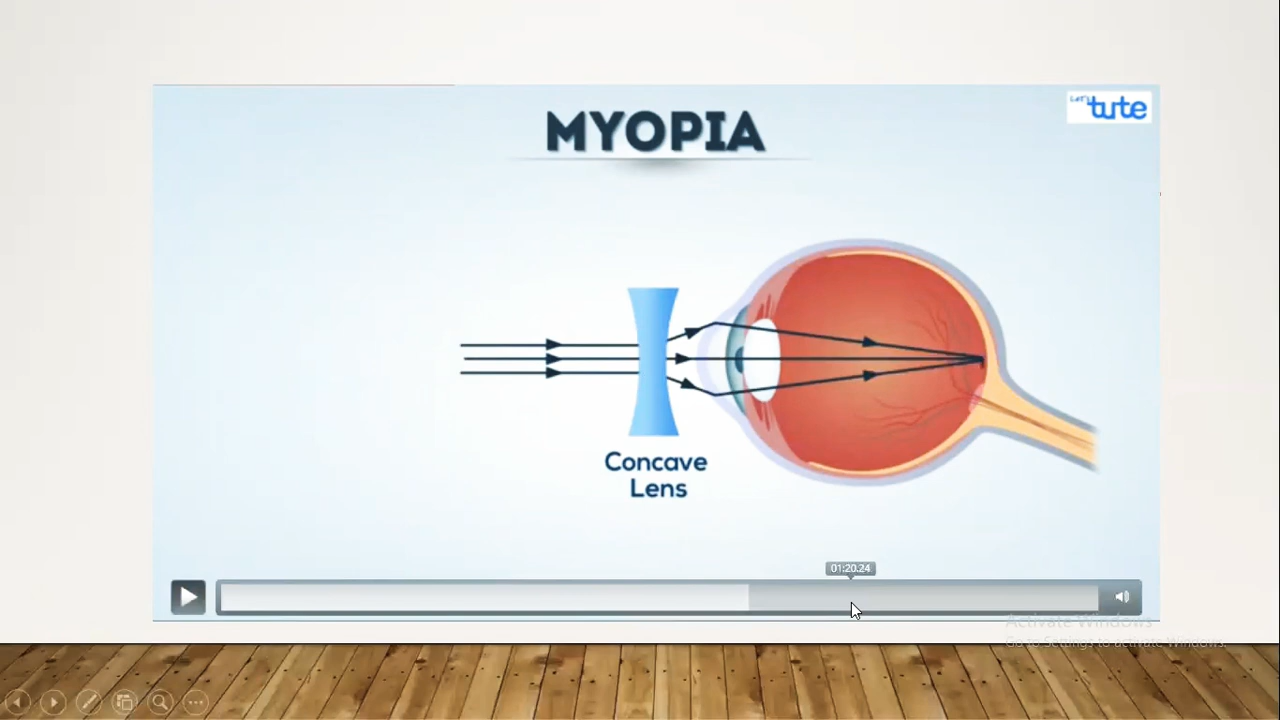 MYOPIA
Let's
tute
Concave
Lens
01:20.24
Activate Windows
Go to Settings to activate Windows.